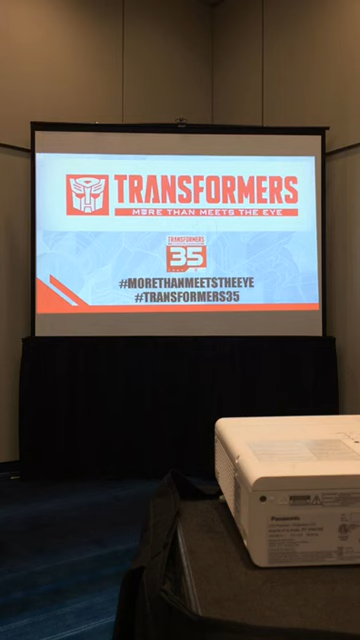 TRANSFORMERS
MORE THAN MEETS THE EYE
TRANSFORMERS
35
#MORETHANMEETSTHEEYE
#TRANSFORMERS35
Panasonic